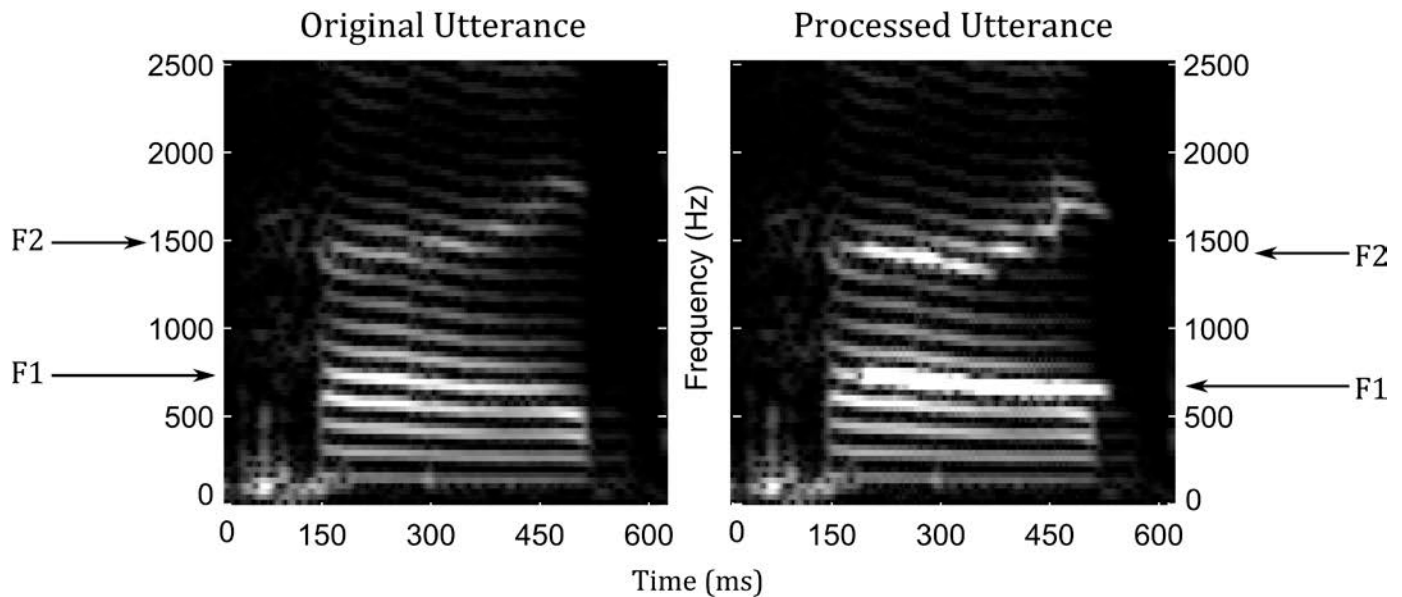 Original Utterance
Processed Utterance
2500
2000
1500
1000
500
0
F2
F1
0 150 300 450 600
Frequency (Hz)
2500
2000
1500
1000
500
0
F2
F1
0 150 300 450 600
Time (ms)